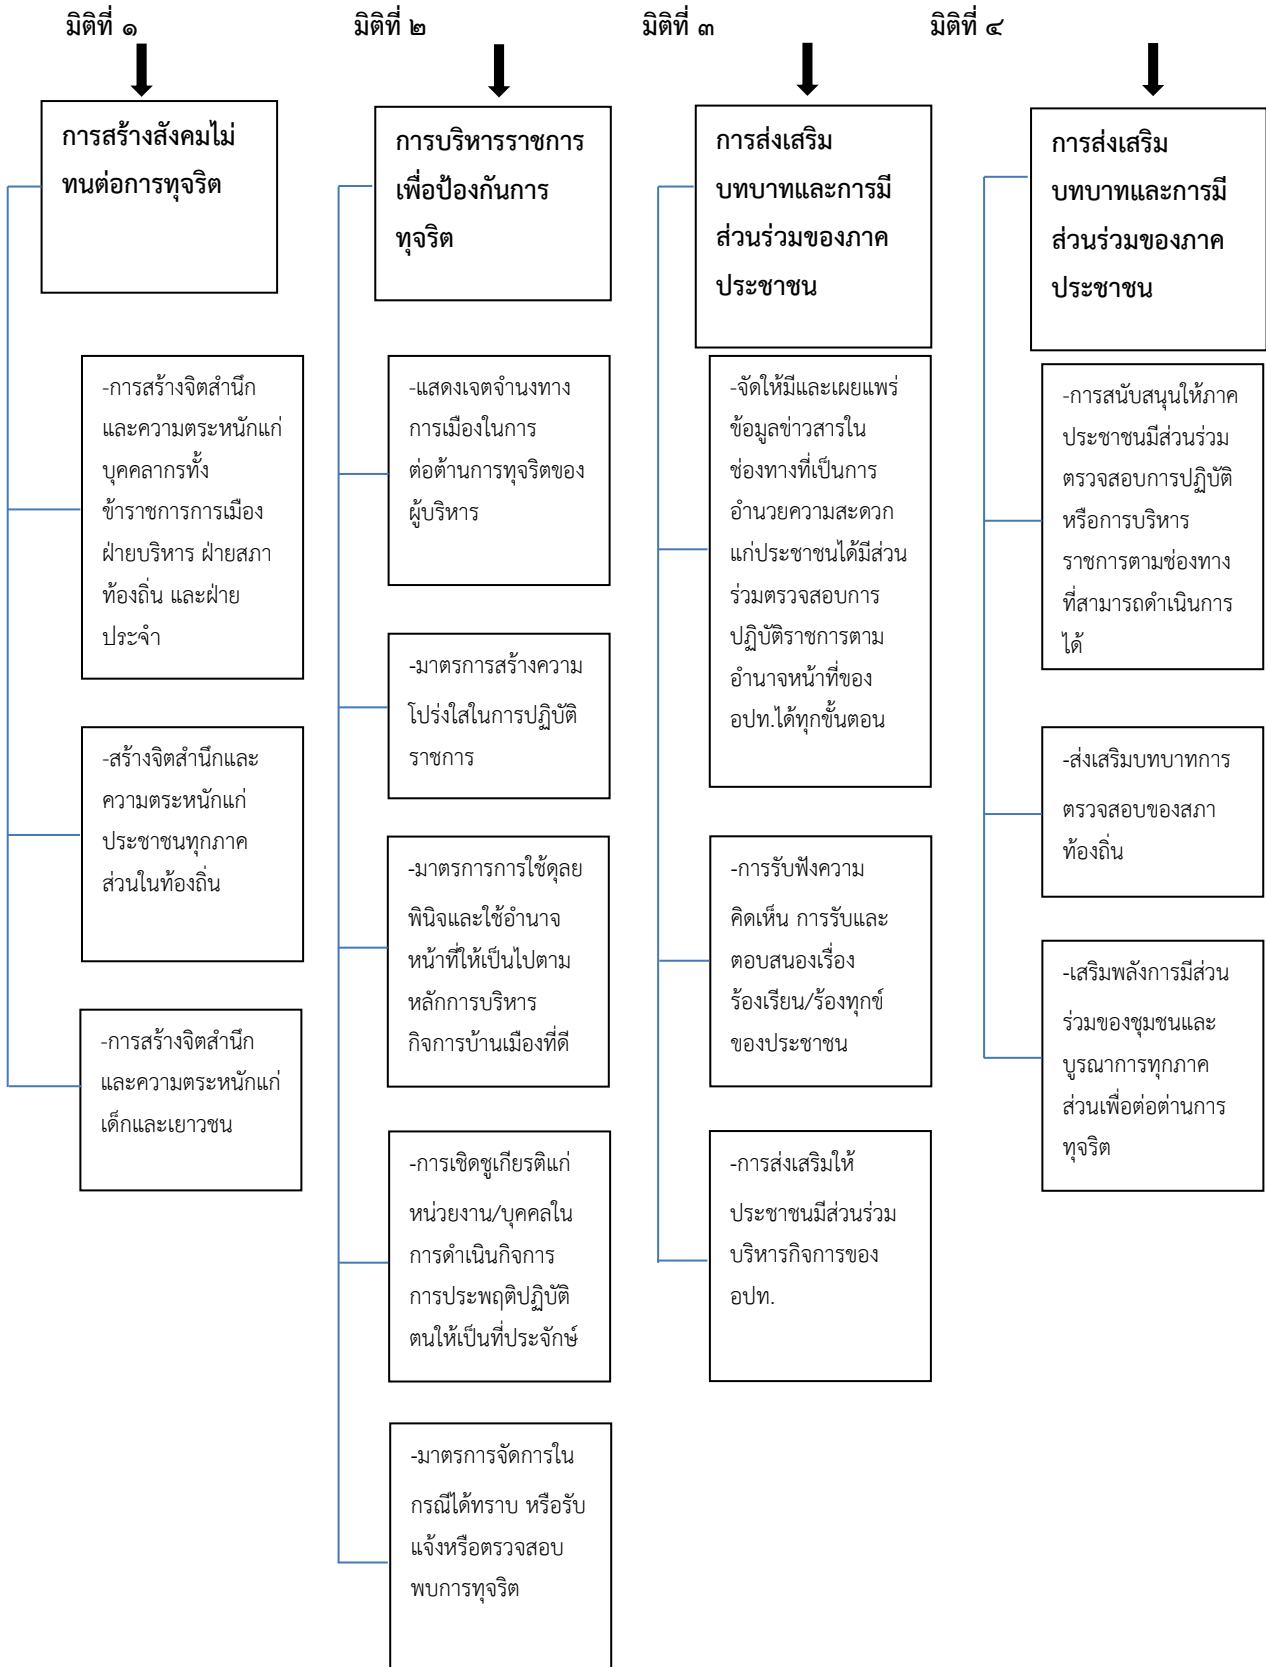 มิติที่ ๑
มิติที่ ๒
มิติที่ ๓
มิติที่ ๔
การสร้างสังคมไม่
ทนต่อการทุจริต
-การสร้างจิตสำนึก
และความตระหนักแก่
บุคคลากรทั้ง
ข้าราชการการเมือง
ฝ่ายบริหาร ฝ่ายสภา
ท้องถิ่น และฝ่าย
ประจำ
-สร้างจิตสำนึกและ
ความตระหนักแก่
ประชาชนทุกภาค
ส่วนในท้องถิ่น
-การสร้างจิตสำนึก
และความตระหนักแก่
เด็กและเยาวชน
การบริหารราชการ
เพื่อป้องกันการ
ทุจริต
-แสดงเจตจำนงทาง
การเมืองในการ
ต่อต้านการทุจริตของ
ผู้บริหาร
-มาตรการสร้างความ
โปร่งใสในการปฏิบัติ
ราชการ
-มาตรการการใช้ดุลย
พินิจและใช้อำนาจ
หน้าที่ให้เป็นไปตาม
หลักการบริหาร
กิจการบ้านเมืองที่ดี
-การเชิดชูเกียรติแก่
หน่วยงาน/บุคคลใน
การดำเนินกิจการ
การประพฤติปฏิบัติ
ตนให้เป็นที่ประจักษ์
-มาตรการจัดการใน
กรณีได้ทราบ หรือรับ
แจ้งหรือตรวจสอบ
พบการทุจริต
การส่งเสริม
บทบาทและการมี
ส่วนร่วมของภาค
ประชาชน
-จัดให้มีและเผยแพร่
ข้อมูลข่าวสารใน
ช่องทางที่เป็นการ
อำนวยความสะดวก
แก่ประชาชนได้มีส่วน
ร่วมตรวจสอบการ
ปฏิบัติราชการตาม
อำนาจหน้าที่ของ
อปท.ได้ทุกขั้นตอน
-การรับฟังความ
คิดเห็น การรับและ
ตอบสนองเรื่อง
ร้องเรียน/ร้องทุกข์
ของประชาชน
-การส่งเสริมให้
ประชาชนมีส่วนร่วม
บริหารกิจการของ
อปท.
การส่งเสริม
บทบาทและการมี
ส่วนร่วมของภาค
ประชาชน
-การสนับสนุนให้ภาค
ประชาชนมีส่วนร่วม
ตรวจสอบการปฏิบัติ
หรือการบริหาร
ราชการตามช่องทาง
ที่สามารถดำเนินการ
ได้
-ส่งเสริมบทบาทการ
ตรวจสอบของสภา
ท้องถิ่น
-เสริมพลังการมีส่วน
ร่วมของชุมชนและ
บูรณาการทุกภาค
ส่วนเพื่อต่อต่านการ
ทุจริต